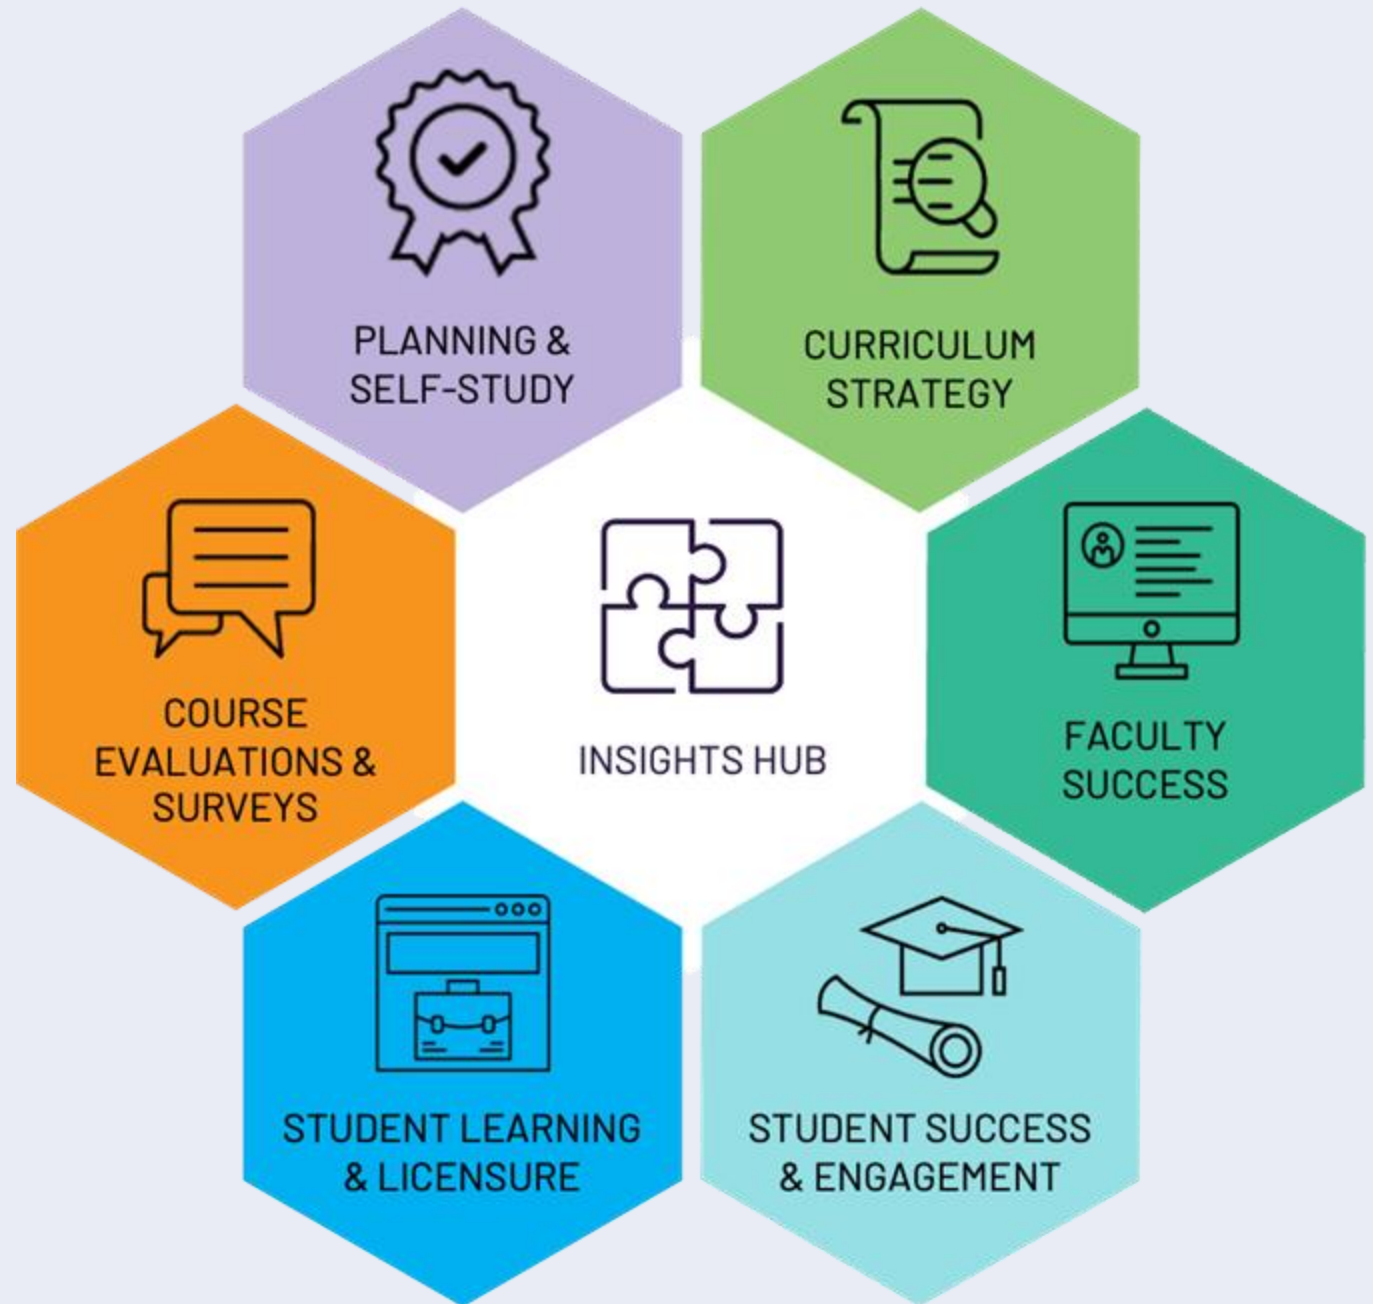 PLANNING &
SELF-STUDY
CURRICULUM
STRATEGY
COURSE
EVALUATIONS &
SURVEYS
INSIGHTS HUB
FACULTY
SUCCESS
STUDENT LEARNING
& LICENSURE
STUDENT SUCCESS
& ENGAGEMENT